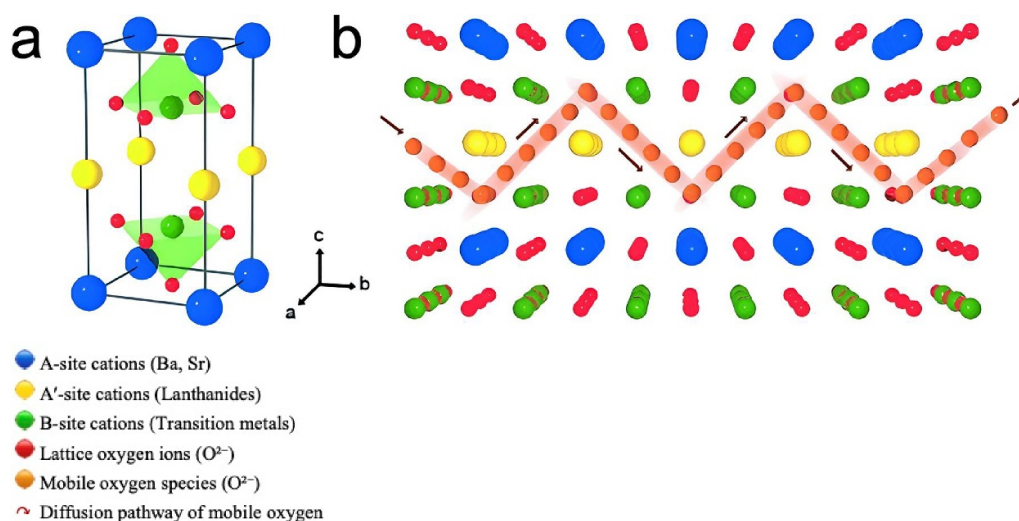 a
b
c
b
a
A-site cations (Ba, Sr)
A′-site cations (Lanthanides)
B-site cations (Transition metals)
Lattice oxygen ions (O²⁻)
Mobile oxygen species (O²⁻)
Diffusion pathway of mobile oxygen